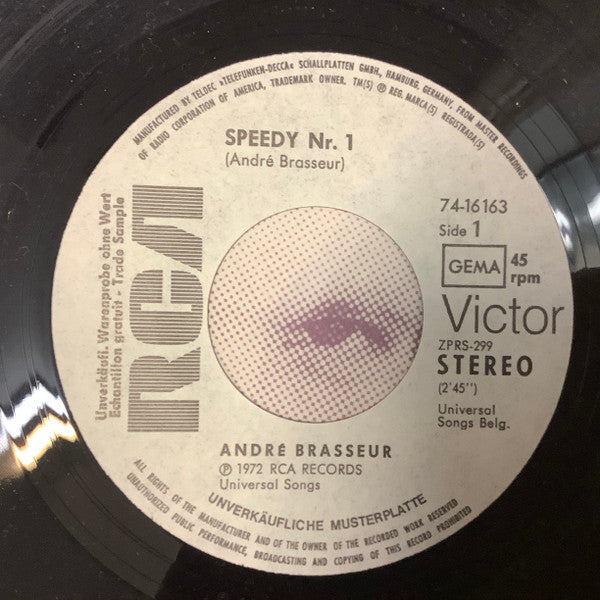 MANUFACTURED BY TELDEC »TELEFUNKEN-DECCA« SCHALLPLATTEN GMBH., HAMBURG, GERMANY, FROM MASTER RECORDINGS
OF RADIO CORPORATION OF AMERICA, TRADEMARK OWNER. TM(S) ® REG. MARCA(S) REGISTRADA(S)
SPEEDY Nr. 1
(André Brasseur)
RCA
Unverkäufl. Warenprobe ohne Wert
Echantillon gratuit - Trade Sample
74-16163
Side 1
GEMA
45
rpm
Victor
ZPRS-299
STEREO
(2'45'')
Universal
Songs Belg.
ANDRÉ BRASSEUR
℗ 1972 RCA RECORDS
Universal Songs
UNVERKÄUFLICHE MUSTERPLATTE
ALL RIGHTS OF THE MANUFACTURER AND OF THE OWNER OF THE RECORDED WORK RESERVED
UNAUTHORIZED PUBLIC PERFORMANCE, BROADCASTING AND COPYING OF THIS RECORD PROHIBITED